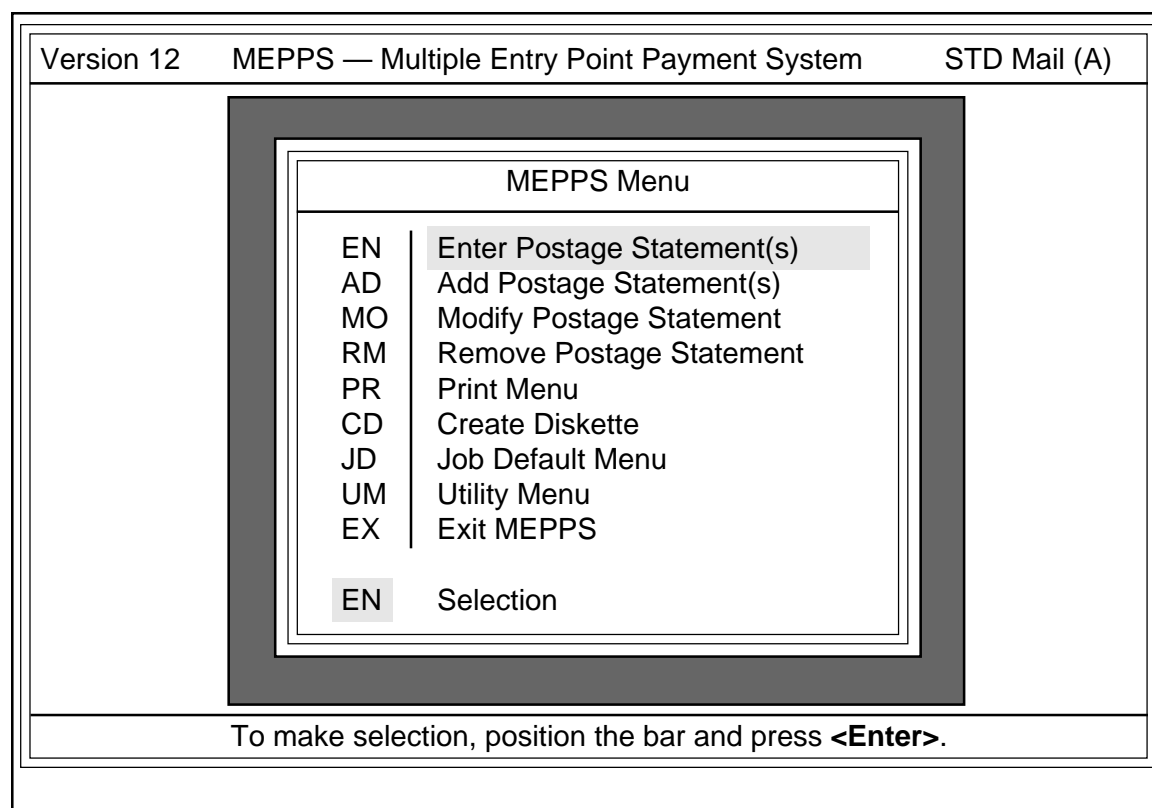 Version 12 MEPPS — Multiple Entry Point Payment System STD Mail (A)
MEPPS Menu
EN Enter Postage Statement(s)
AD Add Postage Statement(s)
MO Modify Postage Statement
RM Remove Postage Statement
PR Print Menu
CD Create Diskette
JD Job Default Menu
UM Utility Menu
EX Exit MEPPS
EN Selection
To make selection, position the bar and press <Enter>.